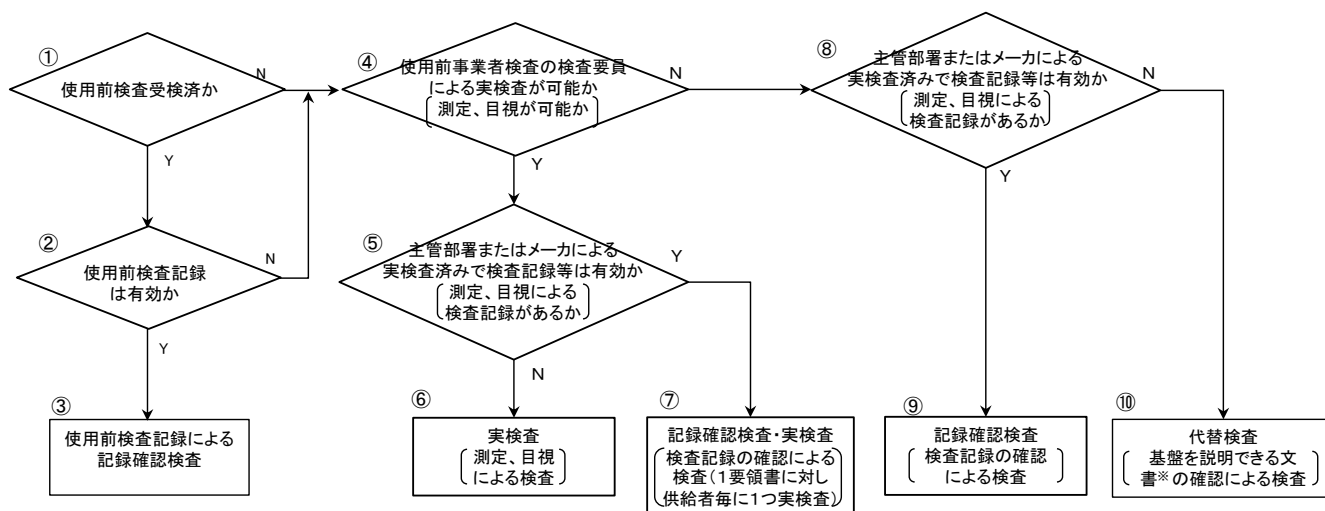 ①
使用前検査受検済か
N
Y
②
使用前検査記録
は有効か
N
Y
③
使用前検査記録による
記録確認検査
④
使用前事業者検査の検査要員
による実検査が可能か
測定、目視が可能か
N
Y
⑤
主管部署またはメーカによる
実検査済みで検査記録等は有効か
測定、目視による
検査記録があるか
Y
N
⑥
実検査
測定、目視
による検査
⑦
記録確認検査・実検査
検査記録の確認による
検査(1要領書に対し
供給者毎に1つ実検査)
⑧
主管部署またはメーカによる
実検査済みで検査記録等は有効か
測定、目視による
検査記録があるか
N
Y
⑨
記録確認検査
検査記録の確認
による検査
⑩
代替検査
基盤を説明できる文
書※の確認による検査